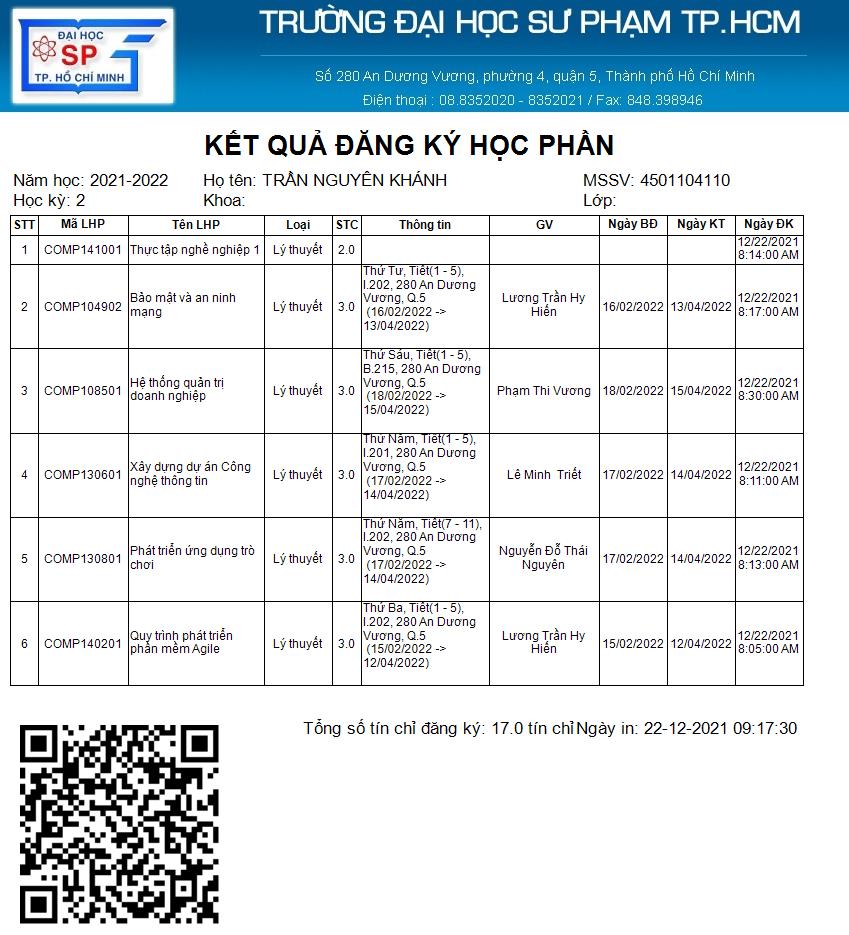 ĐẠI HỌC
SP
TP. HỒ CHÍ MINH
TRƯỜNG ĐẠI HỌC SƯ PHẠM TP.HCM
Số 280 An Dương Vương, phường 4, quận 5, Thành phố Hồ Chí Minh
Điện thoại : 08.8352020 - 8352021 / Fax: 848.398946
KẾT QUẢ ĐĂNG KÝ HỌC PHẦN
Năm học: 2021-2022 Họ tên: TRẦN NGUYÊN KHÁNH MSSV: 4501104110
Học kỳ: 2 Khoa: Lớp:
STT Mã LHP Tên LHP Loại STC Thông tin GV Ngày BĐ Ngày KT Ngày ĐK
1 COMP141001 Thực tập nghề nghiệp 1 Lý thuyết 2.0 12/22/2021
8:14:00 AM
2 COMP104902 Bảo mật và an ninh
mạng Lý thuyết 3.0 Thứ Tư, Tiết(1 - 5),
I.202, 280 An Dương
Vương, Q.5
(16/02/2022 ->
13/04/2022) Lương Trần Hy
Hiến 16/02/2022 13/04/2022 12/22/2021
8:17:00 AM
3 COMP108501 Hệ thống quản trị
doanh nghiệp Lý thuyết 3.0 Thứ Sáu, Tiết(1 - 5),
B.215, 280 An Dương
Vương, Q.5
(18/02/2022 ->
15/04/2022) Phạm Thi Vương 18/02/2022 15/04/2022 12/22/2021
8:30:00 AM
4 COMP130601 Xây dựng dự án Công
nghệ thông tin Lý thuyết 3.0 Thứ Năm, Tiết(1 - 5),
I.201, 280 An Dương
Vương, Q.5
(17/02/2022 ->
14/04/2022) Lê Minh Triết 17/02/2022 14/04/2022 12/22/2021
8:11:00 AM
5 COMP130801 Phát triển ứng dụng trò
chơi Lý thuyết 3.0 Thứ Năm, Tiết(7 - 11),
I.202, 280 An Dương
Vương, Q.5
(17/02/2022 ->
14/04/2022) Nguyễn Đỗ Thái
Nguyên 17/02/2022 14/04/2022 12/22/2021
8:13:00 AM
6 COMP140201 Quy trình phát triển
phần mềm Agile Lý thuyết 3.0 Thứ Ba, Tiết(1 - 5),
I.202, 280 An Dương
Vương, Q.5
(15/02/2022 ->
12/04/2022) Lương Trần Hy
Hiến 15/02/2022 12/04/2022 12/22/2021
8:05:00 AM
Tổng số tín chỉ đăng ký: 17.0 tín chỉNgày in: 22-12-2021 09:17:30